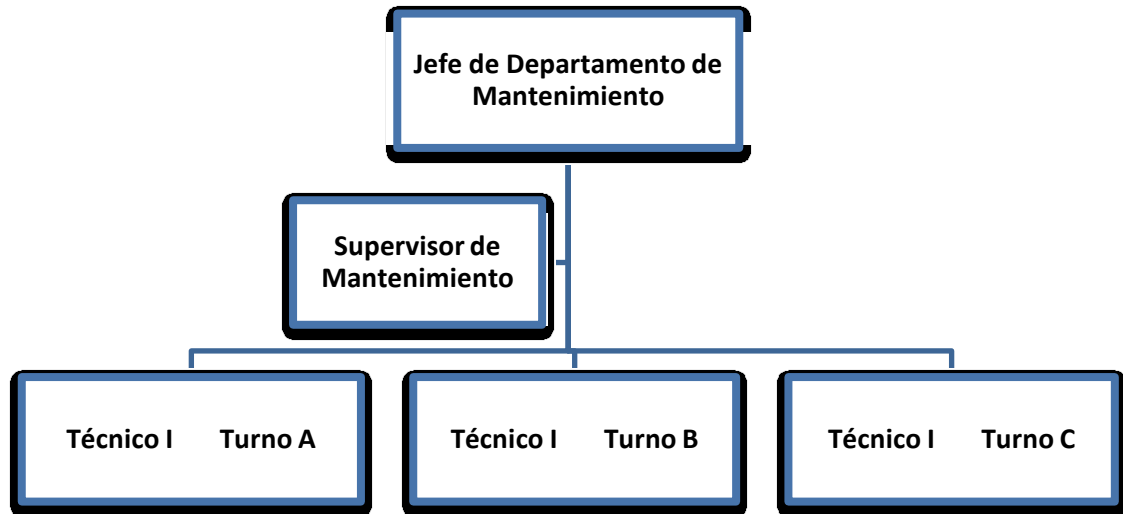 Jefe de Departamento de
Mantenimiento
Supervisor de
Mantenimiento
Técnico I Turno A
Técnico I Turno B
Técnico I Turno C